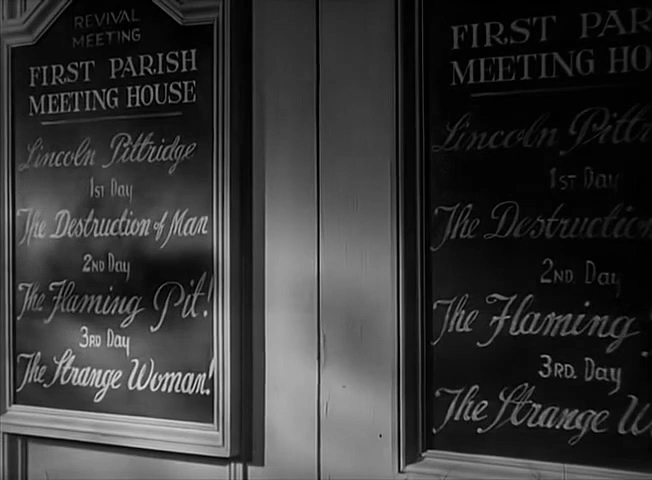 REVIVAL
MEETING
FIRST PARISH
MEETING HOUSE
Lincoln Pittridge
1ST Day
The Destruction of Man
2ND Day
The Flaming Pit!
3RD Day
The Strange Woman!
FIRST PAR
MEETING HO
Lincoln Pittr
1ST Day
The Destruction
2ND. Day
The Flaming
3RD. Day
The Strange W